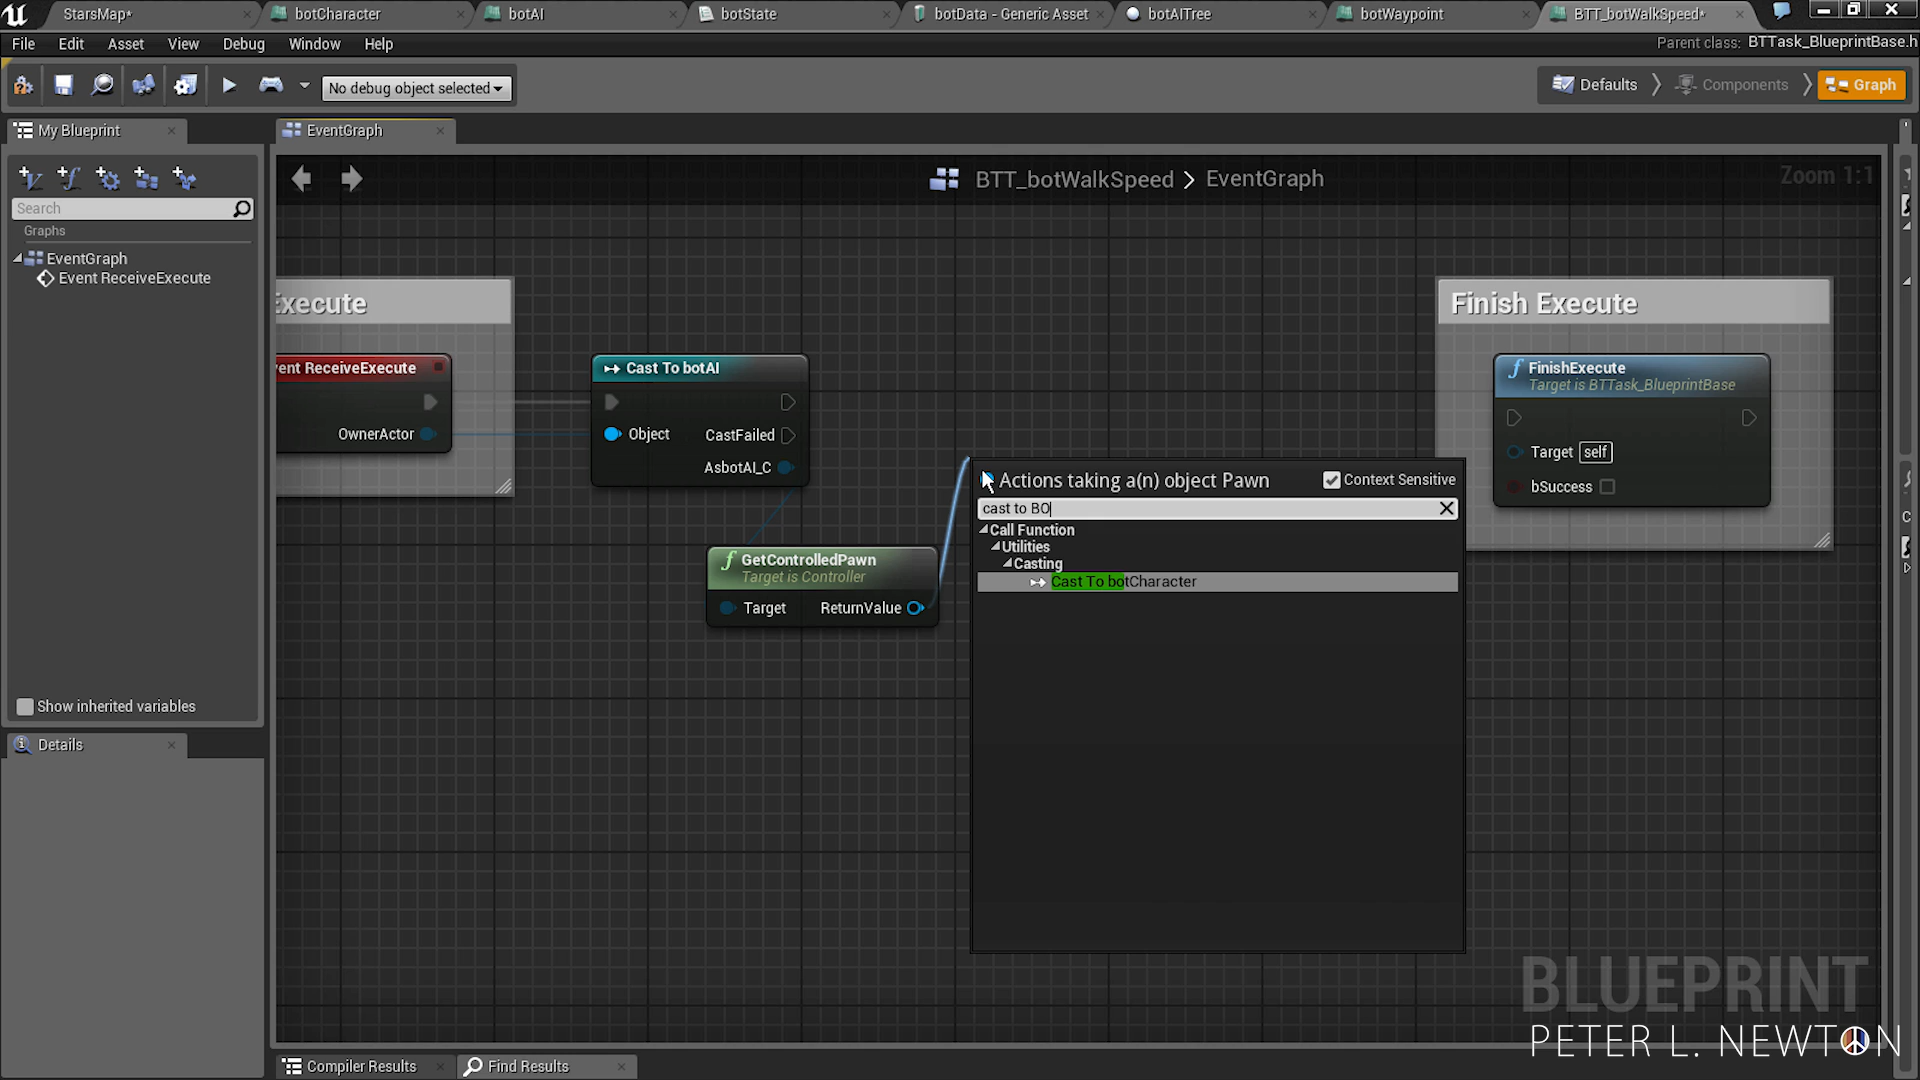 StarsMap*
botCharacter
botAI
botState
botData - Generic Asset
botAITree
botWaypoint
BTT_botWalkSpeed*
File Edit Asset View Debug Window Help
Parent class: BTTask_BlueprintBase.h
No debug object selected
Defaults
Components
Graph
My Blueprint
EventGraph
Search
Graphs
EventGraph
Event ReceiveExecute
Show inherited variables
Details
BTT_botWalkSpeed > EventGraph
Zoom 1:1
Execute
ent ReceiveExecute
OwnerActor
Cast To botAI
Object
CastFailed
AsbotAI_C
GetControlledPawn
Target is Controller
Target
ReturnValue
Actions taking a(n) object Pawn
Context Sensitive
cast to BO
Call Function
Utilities
Casting
Cast To botCharacter
Finish Execute
FinishExecute
Target is BTTask_BlueprintBase
Target self
bSuccess
BLUEPRINT
PETER L. NEWTON
Compiler Results
Find Results